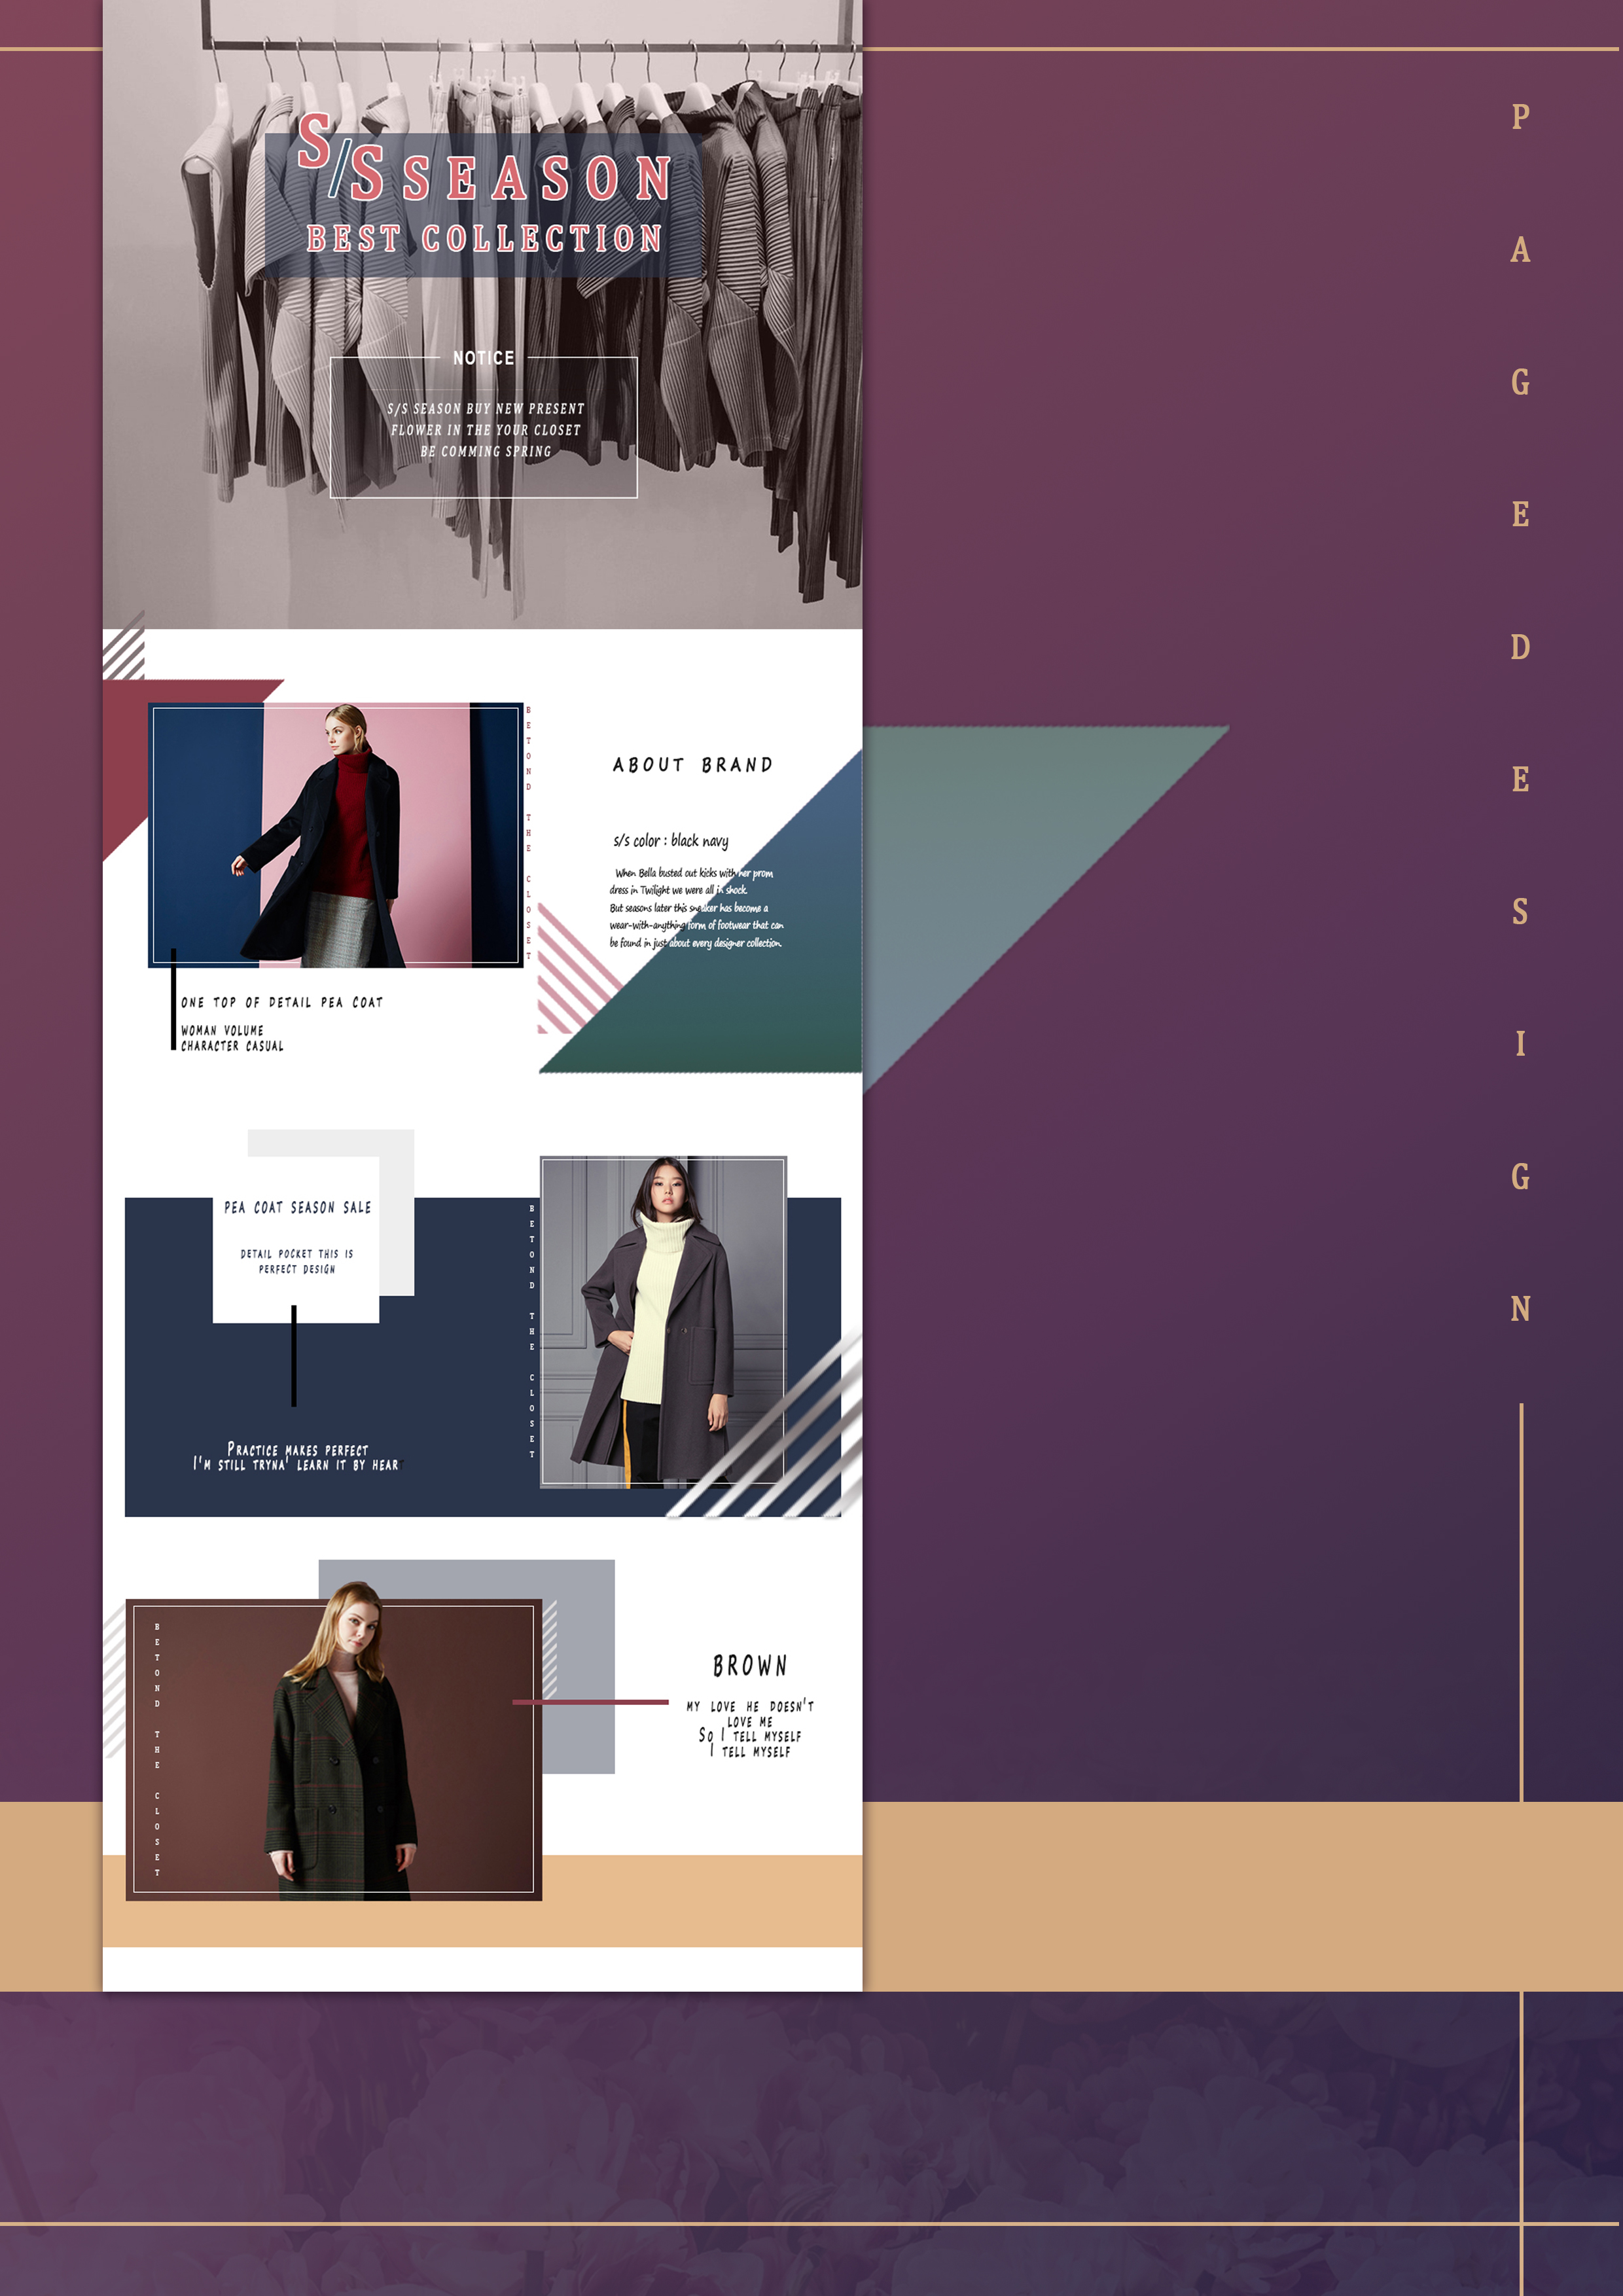 S/S SEASON
BEST COLLECTION
NOTICE
S/S SEASON BUY NEW PRESENT
FLOWER IN THE YOUR CLOSET
BE COMMING SPRING
BETOND THE CLOSET
ABOUT BRAND
s/s color : black navy
When Bella busted out kicks with her prom
dress in Twilight we were all in shock.
But seasons later this sneaker has become a
wear-with-anything form of footwear that can
be found in just about every designer collection.
ONE TOP OF DETAIL PEA COAT
WOMAN VOLUME
CHARACTER CASUAL
PEA COAT SEASON SALE
DETAIL POCKET THIS IS
PERFECT DESIGN
PRACTICE MAKES PERFECT
I'M STILL TRYNA' LEARN IT BY HEART
BETOND THE CLOSET
BETOND THE CLOSET
BROWN
MY LOVE HE DOESN'T
LOVE ME
SO I TELL MYSELF
I TELL MYSELF
PAGE DESIGN